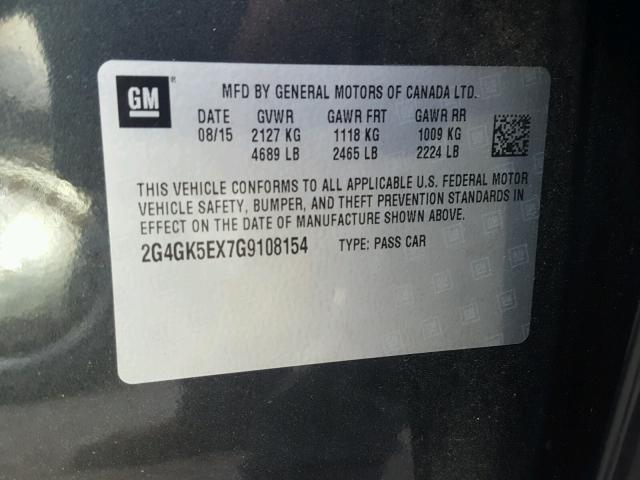 GM
MFD BY GENERAL MOTORS OF CANADA LTD.
DATE GVWR GAWR FRT GAWR RR
08/15 2127 KG 1118 KG 1009 KG
4689 LB 2465 LB 2224 LB
THIS VEHICLE CONFORMS TO ALL APPLICABLE U.S. FEDERAL MOTOR
VEHICLE SAFETY, BUMPER, AND THEFT PREVENTION STANDARDS IN
EFFECT ON THE DATE OF MANUFACTURE SHOWN ABOVE.
2G4GK5EX7G9108154 TYPE: PASS CAR